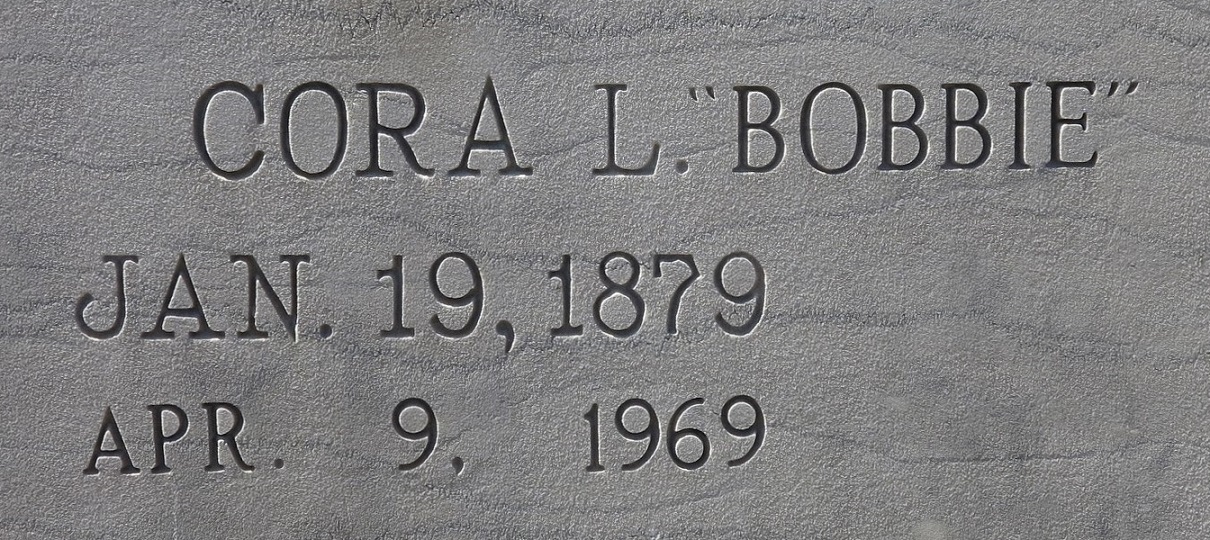 CORA L. "BOBBIE"
JAN. 19, 1879
APR. 9, 1969